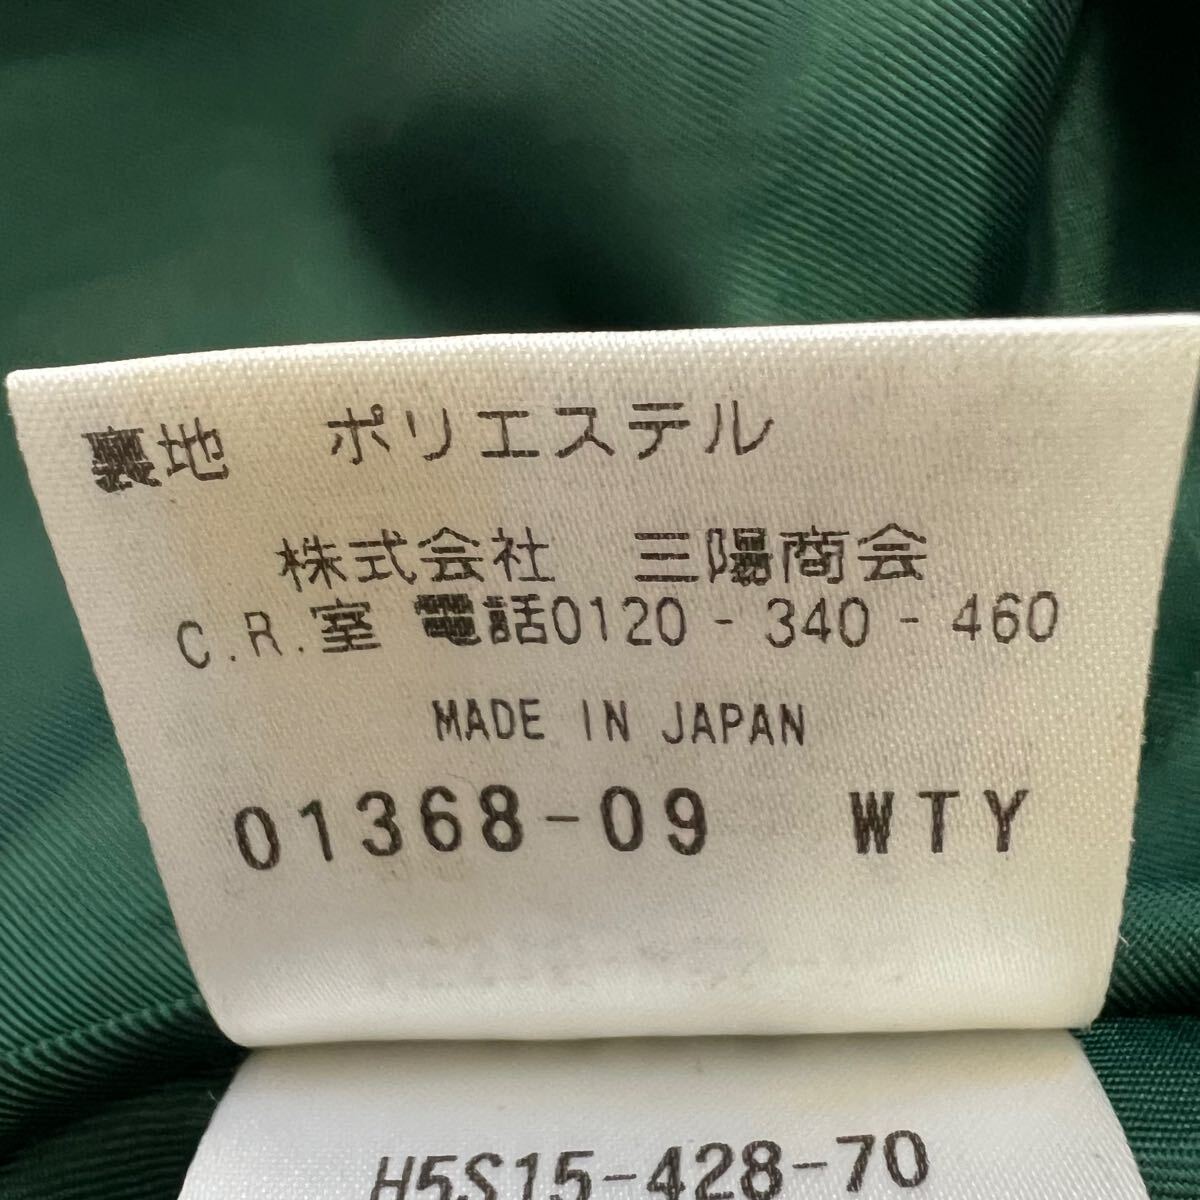 裏地　ポリエステル
株式会社　三陽商会
C.R.室 電話0120-340-460
MADE IN JAPAN
01368-09　WTY
H5S15-428-70